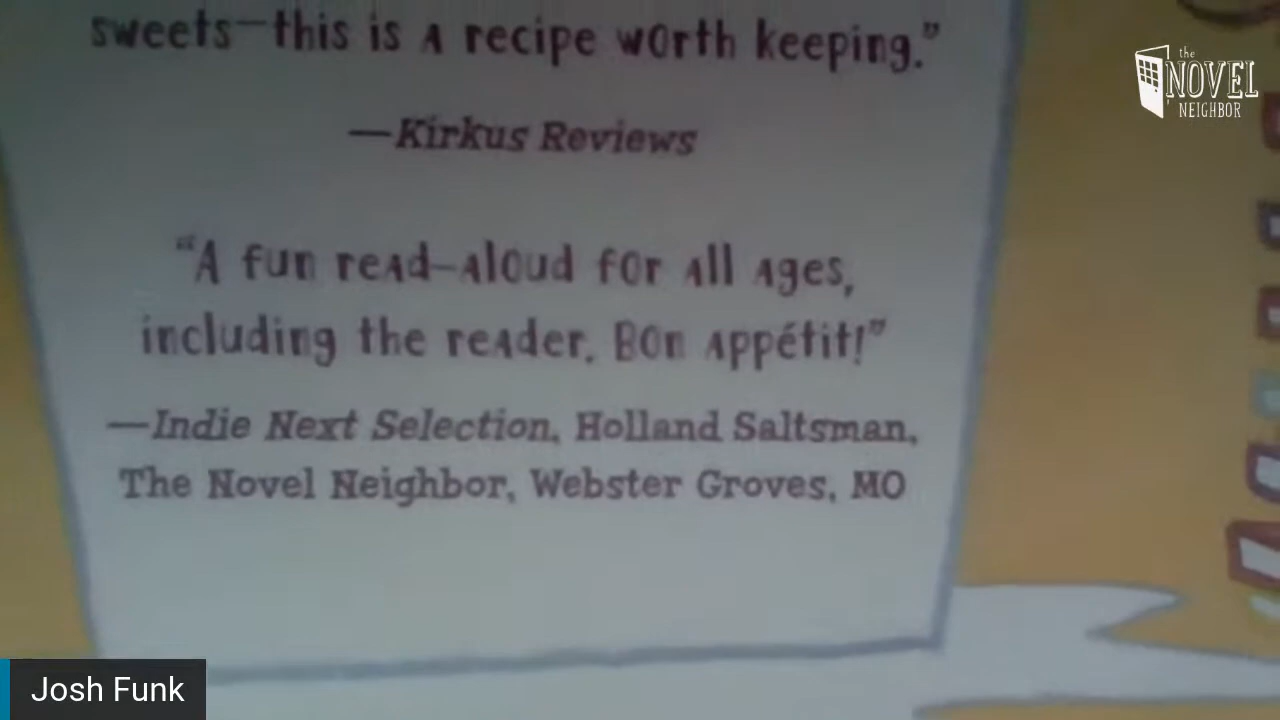 sweets—this is a recipe worth keeping.”
—Kirkus Reviews
“A fun read-aloud for all ages,
including the reader. Bon appétit!”
—Indie Next Selection, Holland Saltsman,
The Novel Neighbor, Webster Groves, MO
the
NOVEL
NEIGHBOR
Josh Funk